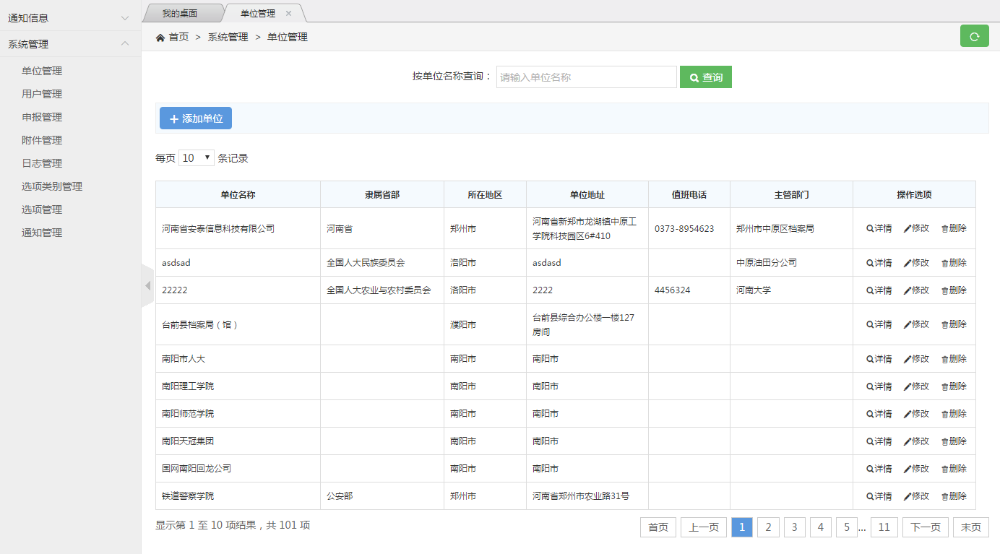 通知信息
系统管理
单位管理
用户管理
申报管理
附件管理
日志管理
选项类别管理
选项管理
通知管理
我的桌面 单位管理 ×
首页 > 系统管理 > 单位管理
按单位名称查询： 请输入单位名称 查询
添加单位
每页 10 条记录
单位名称 隶属省部 所在地区 单位地址 值班电话 主管部门 操作选项
河南省安泰信息科技有限公司 河南省 郑州市 河南省新郑市龙湖镇中原工 0373-8954623 郑州市中原区档案局 详情 修改 删除
学院科技园区6#410
asdsad 全国人大民族委员会 洛阳市 asdasd 中原油田分公司 详情 修改 删除
22222 全国人大农业与农村委员会 洛阳市 2222 4456324 河南大学 详情 修改 删除
台前县档案局（馆） 濮阳市 台前县综合办公楼一楼127 详情 修改 删除
房间
南阳市人大 南阳市 南阳市 详情 修改 删除
南阳理工学院 南阳市 南阳市 详情 修改 删除
南阳师范学院 南阳市 南阳市 详情 修改 删除
南阳天冠集团 南阳市 南阳市 详情 修改 删除
国网南阳回龙公司 南阳市 南阳市 详情 修改 删除
铁道警察学院 公安部 郑州市 河南省郑州市农业路31号 详情 修改 删除
显示第 1 至 10 项结果，共 101 项 首页 上一页 1 2 3 4 5 ... 11 下一页 末页